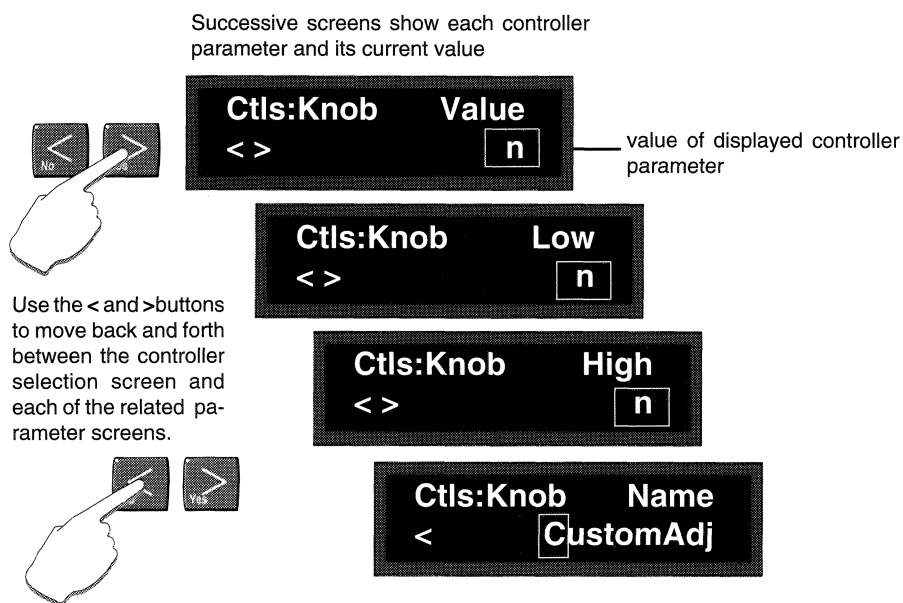 Successive screens show each controller
parameter and its current value
Ctls:Knob Value
< > n
value of displayed controller
parameter
< >
No
Ctls:Knob Low
< > n
Use the < and >buttons
to move back and forth
between the controller
selection screen and
each of the related pa-
rameter screens.
Ctls:Knob High
< > n
< >
Yes
Ctls:Knob Name
< CustomAdj